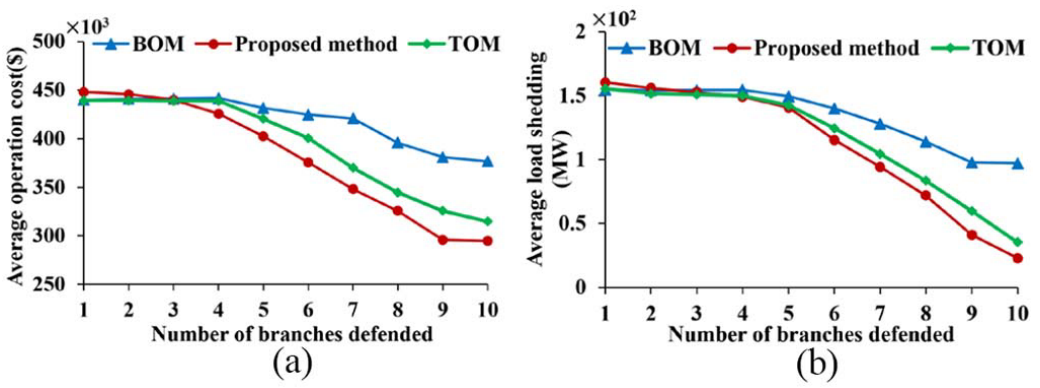 ×10³
BOM Proposed method TOM
Average operation cost($)
500
450
400
350
300
250
1 2 3 4 5 6 7 8 9 10
Number of branches defended
(a)
×10²
BOM Proposed method TOM
Average load shedding
(MW)
2
1.5
1
0.5
0
1 2 3 4 5 6 7 8 9 10
Number of branches defended
(b)